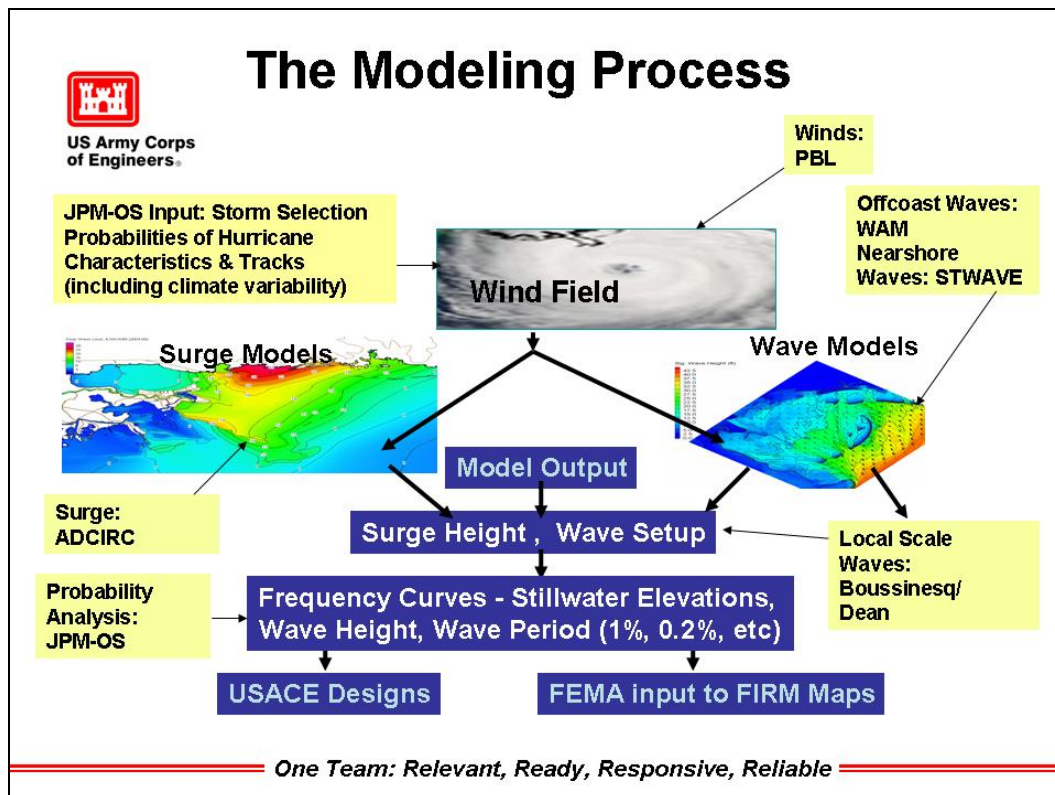 The Modeling Process
US Army Corps
of Engineers®
Winds:
PBL
JPM-OS Input: Storm Selection
Probabilities of Hurricane
Characteristics & Tracks
(including climate variability)
Offcoast Waves:
WAM
Nearshore
Waves: STWAVE
Wind Field
Surge Models
Wave Models
Model Output
Surge:
ADCIRC
Surge Height , Wave Setup
Local Scale
Waves:
Boussinesq/
Dean
Probability
Analysis:
JPM-OS
Frequency Curves - Stillwater Elevations,
Wave Height, Wave Period (1%, 0.2%, etc)
USACE Designs
FEMA input to FIRM Maps
One Team: Relevant, Ready, Responsive, Reliable